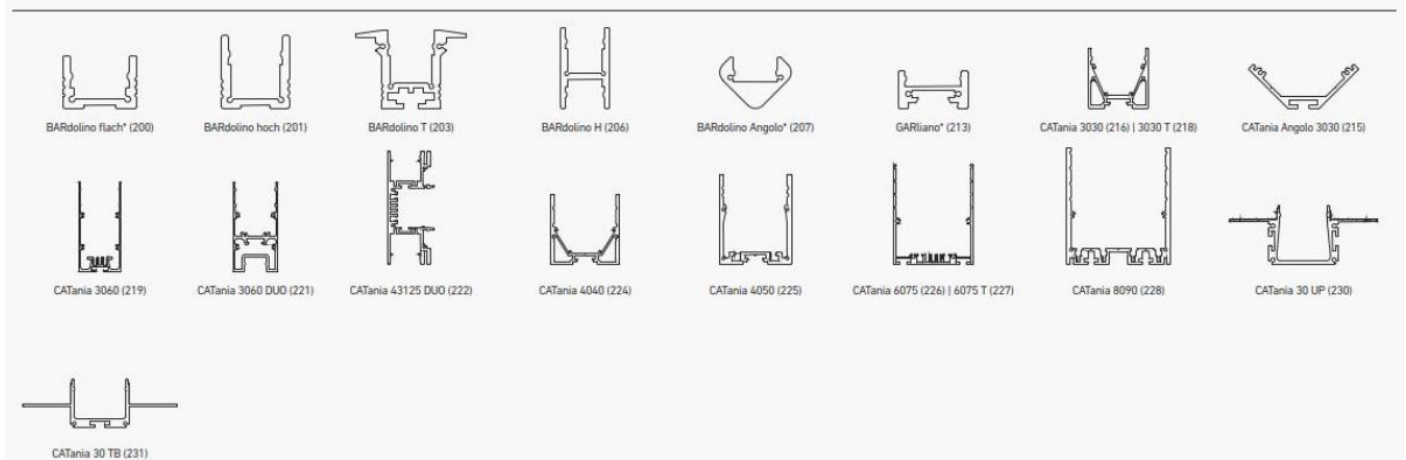 BARdolino flach* (200)
BARdolino hoch (201)
BARdolino T (203)
BARdolino H (206)
BARdolino Angolo* (207)
GARliano* (213)
CATania 3030 (216) | 3030 T (218)
CATania Angolo 3030 (215)
CATania 3060 (219)
CATania 3060 DUO (221)
CATania 43125 DUO (222)
CATania 4040 (224)
CATania 4050 (225)
CATania 6075 (226) | 6075 T (227)
CATania 8090 (228)
CATania 30 UP (230)
CATania 30 TB (231)